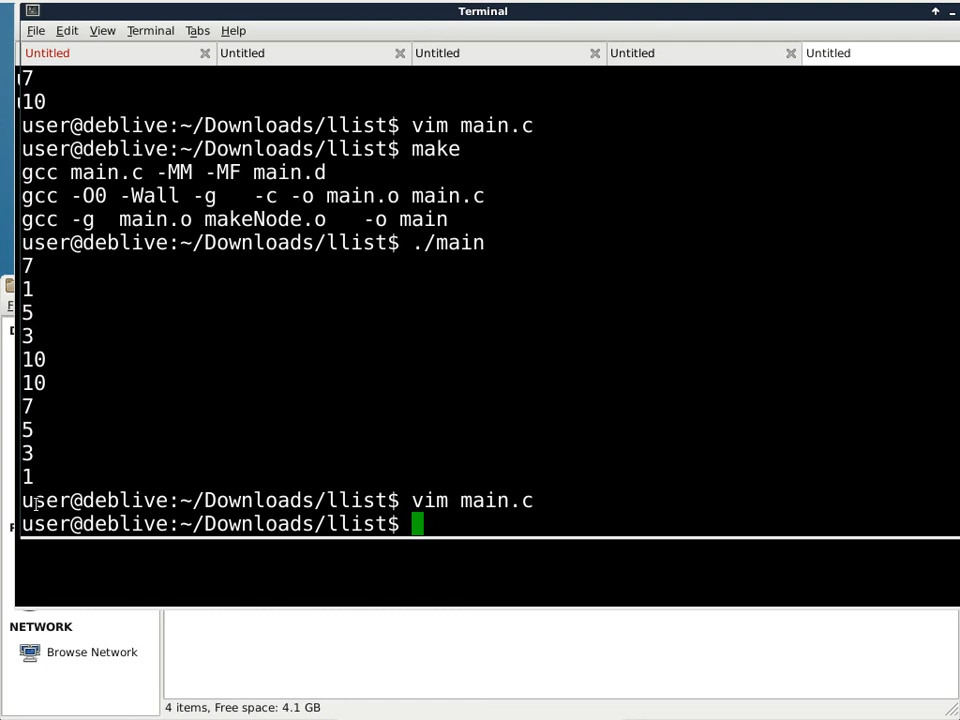 Terminal
File Edit View Terminal Tabs Help
Untitled Untitled Untitled Untitled Untitled
7
10
user@deblive:~/Downloads/llist$ vim main.c
user@deblive:~/Downloads/llist$ make
gcc main.c -MM -MF main.d
gcc -O0 -Wall -g   -c -o main.o main.c
gcc -g  main.o makeNode.o   -o main
user@deblive:~/Downloads/llist$ ./main
7
1
5
3
10
10
7
5
3
1
user@deblive:~/Downloads/llist$ vim main.c
user@deblive:~/Downloads/llist$
NETWORK
Browse Network
4 items, Free space: 4.1 GB